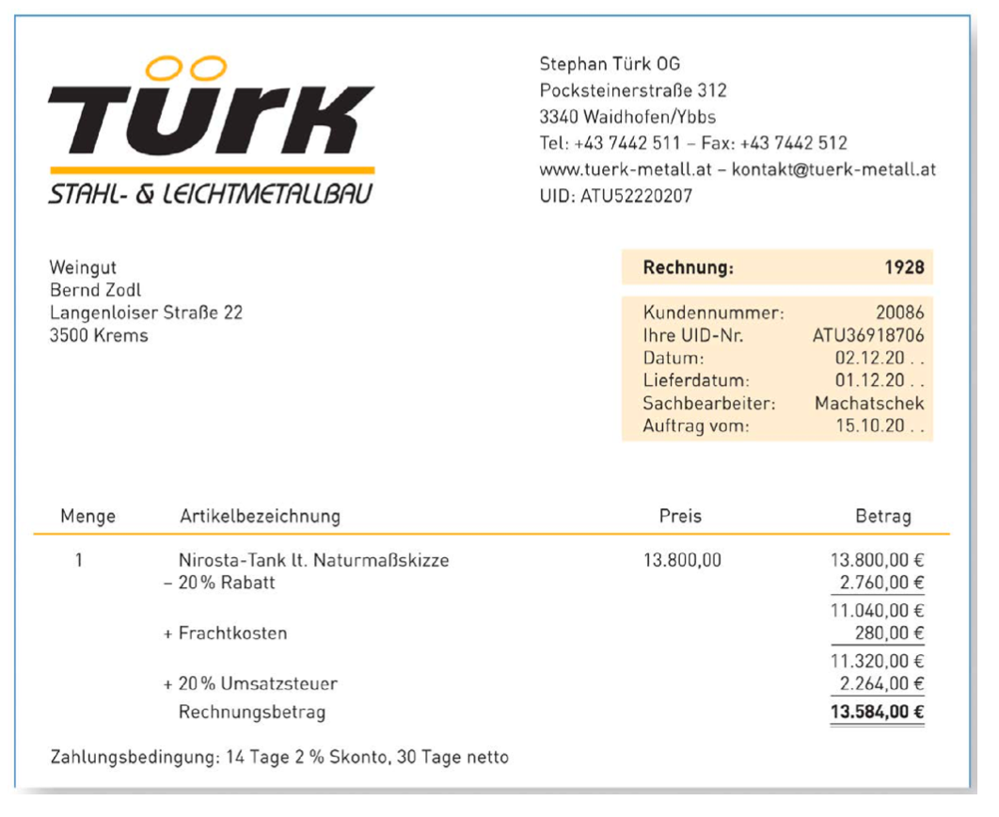 TÜrK
STAHL- & LEICHTMETALLBAU
Stephan Türk OG
Pocksteinerstraße 312
3340 Waidhofen/Ybbs
Tel: +43 7442 511 – Fax: +43 7442 512
www.tuerk-metall.at – kontakt@tuerk-metall.at
UID: ATU52220207
Weingut
Bernd Zodl
Langenloiser Straße 22
3500 Krems
Rechnung: 1928
Kundennummer: 20086
Ihre UID-Nr. ATU36918706
Datum: 02.12.20 . .
Lieferdatum: 01.12.20 . .
Sachbearbeiter: Machatschek
Auftrag vom: 15.10.20 . .
Menge Artikelbezeichnung Preis Betrag
1 Nirosta-Tank lt. Naturmaßskizze 13.800,00 13.800,00 €
– 20 % Rabatt 2.760,00 €
11.040,00 €
+ Frachtkosten 280,00 €
11.320,00 €
+ 20 % Umsatzsteuer 2.264,00 €
Rechnungsbetrag 13.584,00 €
Zahlungsbedingung: 14 Tage 2 % Skonto, 30 Tage netto